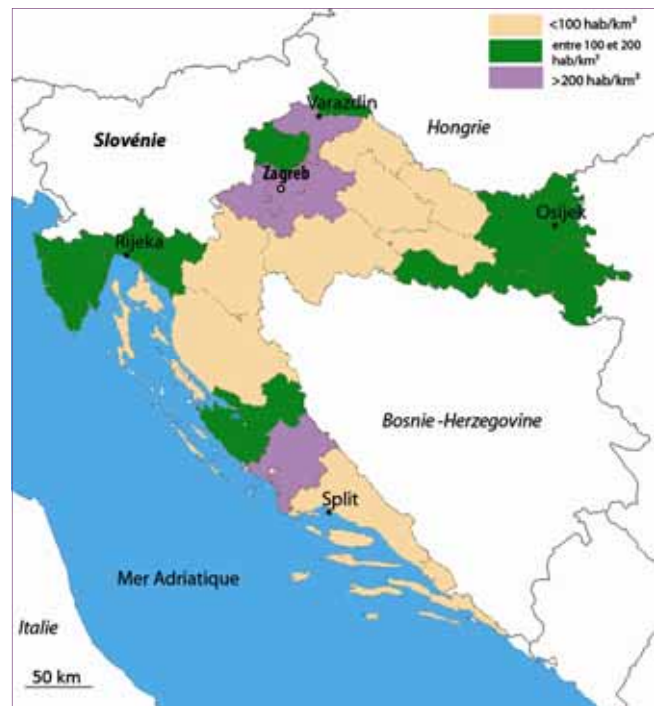 <100 hab/km²
entre 100 et 200
hab/km²
>200 hab/km²
Varazdin
Hongrie
Slovénie
Zagreb
Osijek
Rijeka
Bosnie-Herzegovine
Split
Mer Adriatique
Italie
50 km